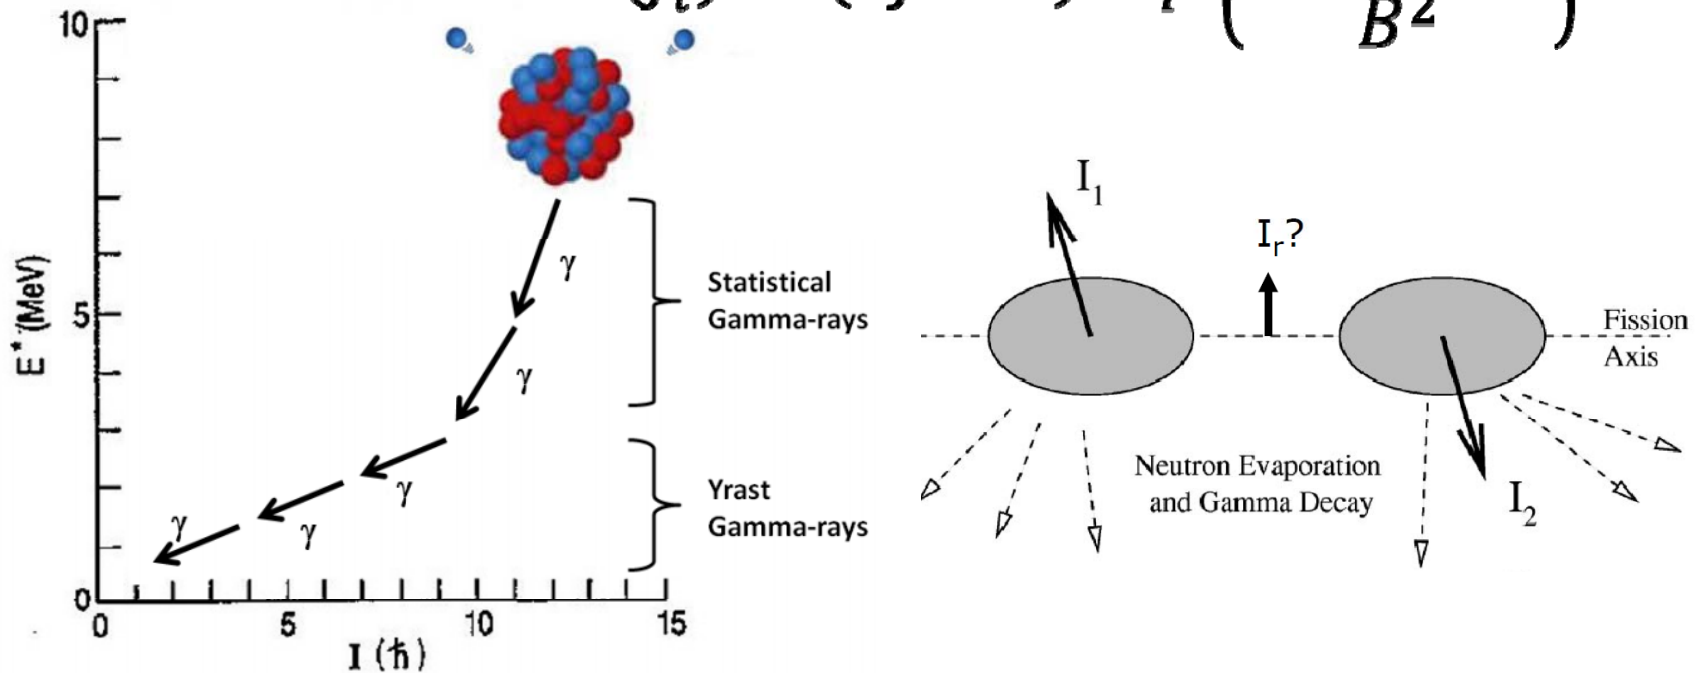 B²
10
5
0
E* (MeV)
0
5
10
15
I (ħ)
γ
γ
γ
γ
γ
Statistical
Gamma-rays
Yrast
Gamma-rays
I₁
Iᵣ?
Fission
Axis
Neutron Evaporation
and Gamma Decay
I₂